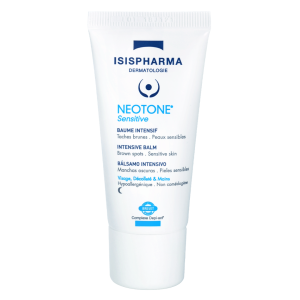 ISISPHARMA
DERMATOLOGIE
NEOTONE®
Sensitive
BAUME INTENSIF
Taches brunes . Peaux sensibles
INTENSIVE BALM
Brown spots . Sensitive skin
BÁLSAMO INTENSIVO
Manchas oscuras . Pieles sensibles
Visage, Décolleté & Mains
Hypoallergénique . Non comédogène